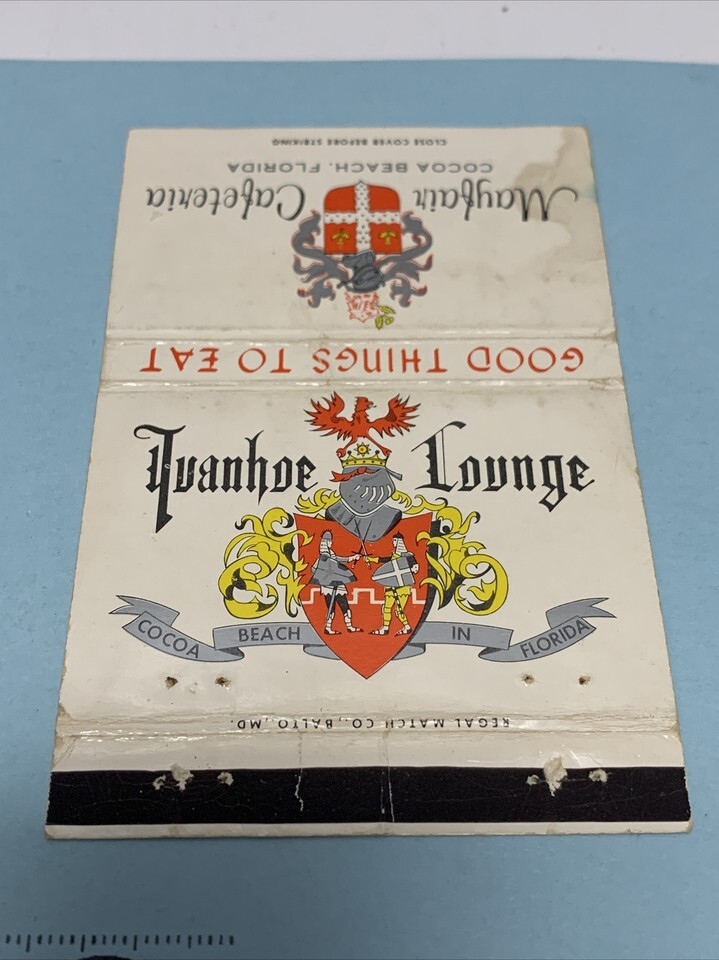 CLOSE COVER BEFORE STRIKING
COCOA BEACH, FLORIDA
Mayfair Cafeteria
GOOD THINGS TO EAT
Ivanhoe Lounge
COCOA BEACH IN FLORIDA
REGAL MATCH CO., BALTO., MD.